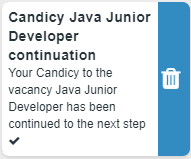 Candicy Java Junior
Developer
continuation
Your Candicy to the
vacancy Java Junior
Developer has been
continued to the next step